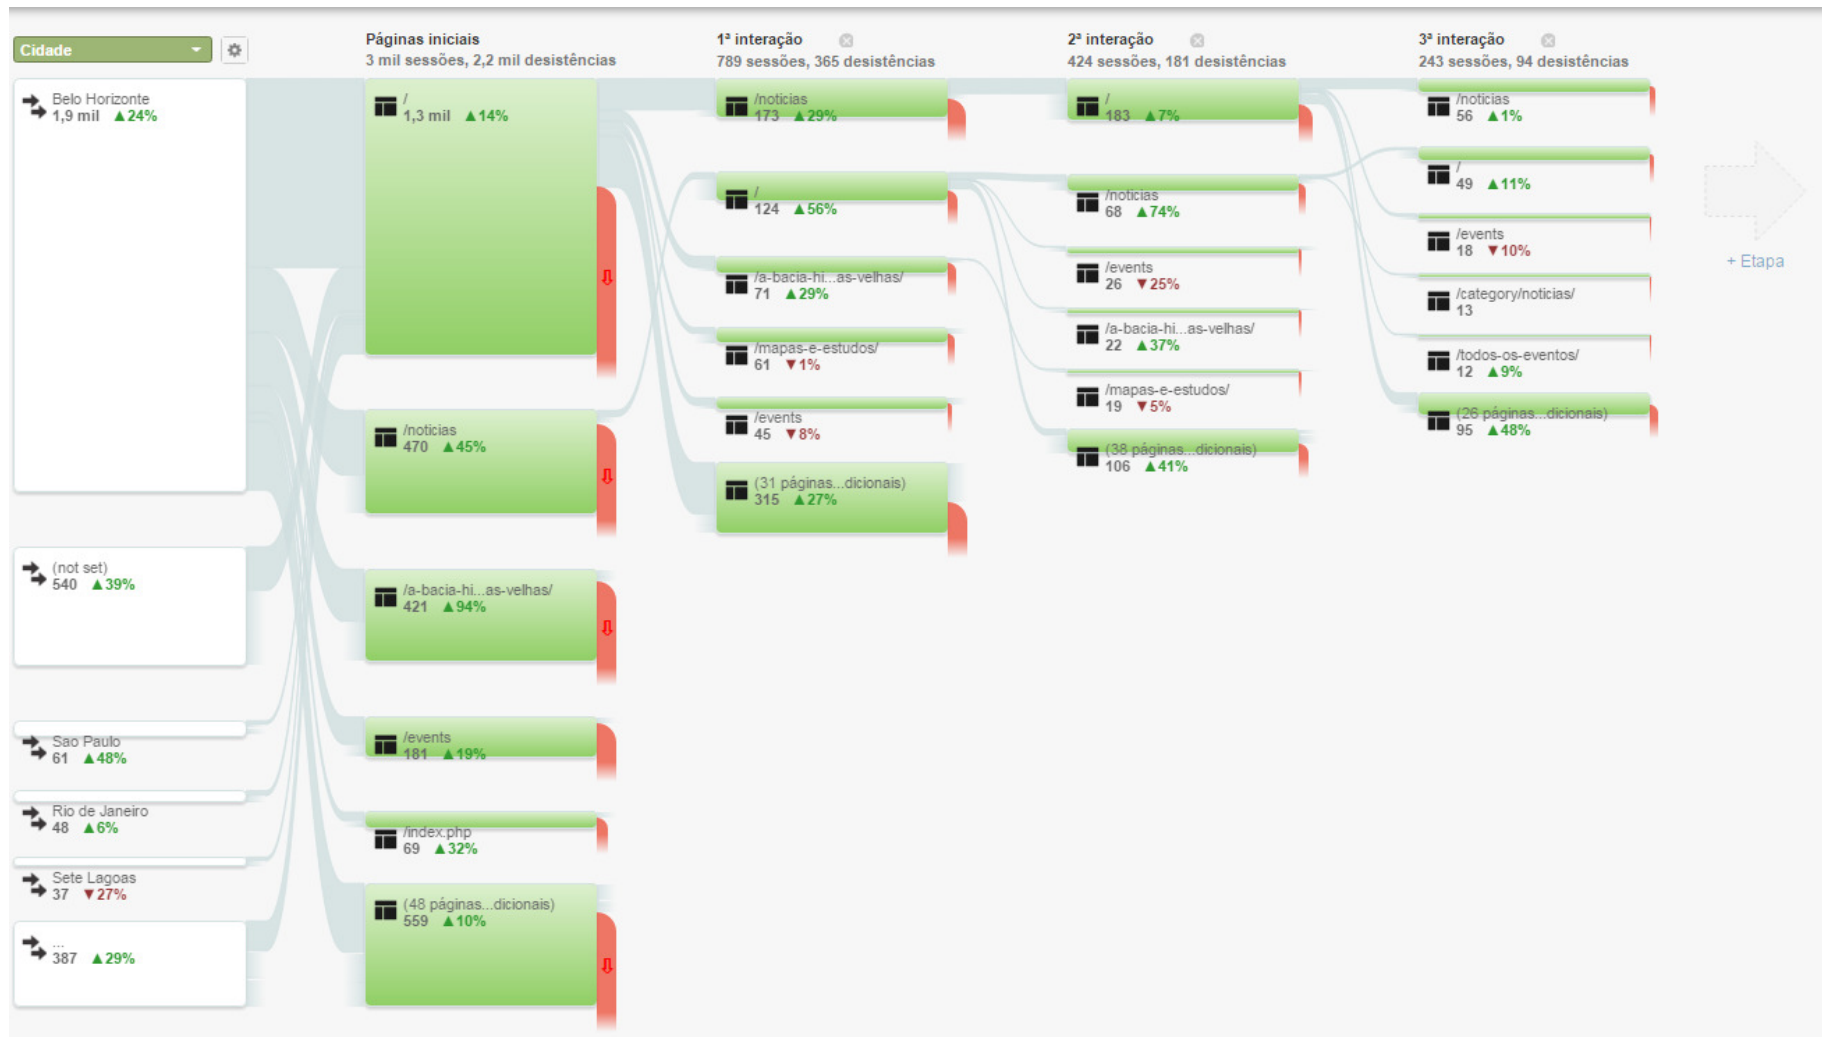 Cidade
Belo Horizonte
1,9 mil ▲24%
(not set)
540 ▲39%
Sao Paulo
61 ▲48%
Rio de Janeiro
48 ▲6%
Sete Lagoas
37 ▼27%
...
387 ▲29%
Páginas iniciais
3 mil sessões, 2,2 mil desistências
/
1,3 mil ▲14%
/noticias
470 ▲45%
/a-bacia-hi...as-velhas/
421 ▲94%
/events
181 ▲19%
/index.php
69 ▲32%
(48 páginas...dicionais)
559 ▲10%
1ª interação
789 sessões, 365 desistências
/noticias
173 ▲29%
/
124 ▲56%
/a-bacia-hi...as-velhas/
71 ▲29%
/mapas-e-estudos/
61 ▼1%
/events
45 ▼8%
(31 páginas...dicionais)
315 ▲27%
2ª interação
424 sessões, 181 desistências
/
183 ▲7%
/noticias
68 ▲74%
/events
26 ▼25%
/a-bacia-hi...as-velhas/
22 ▲37%
/mapas-e-estudos/
19 ▼5%
(38 páginas...dicionais)
106 ▲41%
3ª interação
243 sessões, 94 desistências
/noticias
56 ▲1%
/
49 ▲11%
/events
18 ▼10%
/category/noticias/
13
/todos-os-eventos/
12 ▲9%
(26 páginas...dicionais)
95 ▲48%
+ Etapa